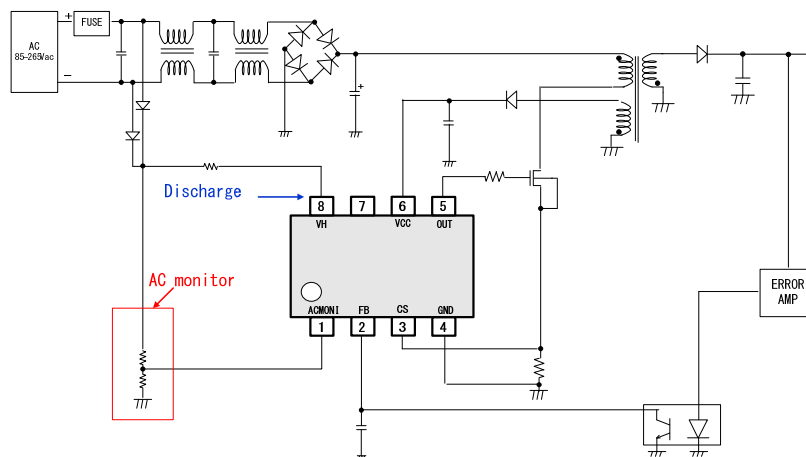 +
FUSE
AC
85-265Vac
−
Discharge
8
7
6
5
VH
VCC
OUT
AC monitor
ACMONI
FB
CS
GND
1
2
3
4
+
ERROR
AMP